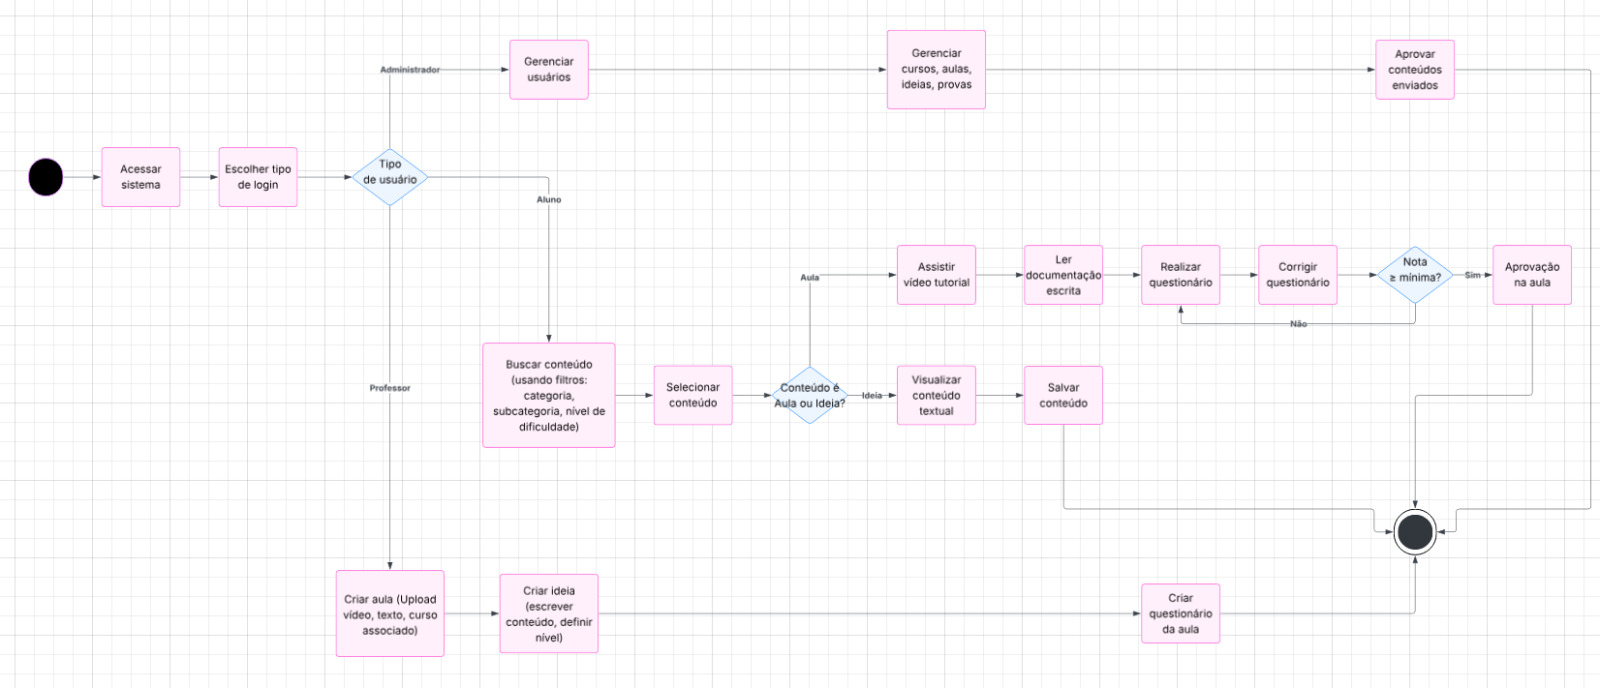 Administrador
Gerenciar
usuários
Gerenciar
cursos, aulas,
ideias, provas
Aprovar
conteúdos
enviados
Acessar
sistema
Escolher tipo
de login
Tipo
de usuário
Aluno
Aula
Assistir
vídeo tutorial
Ler
documentação
escrita
Realizar
questionário
Corrigir
questionário
Nota
≥ mínima?
Sim
Aprovação
na aula
Não
Professor
Buscar conteúdo
(usando filtros:
categoria,
subcategoria, nível de
dificuldade)
Selecionar
conteúdo
Conteúdo é
Aula ou Ideia?
Ideia
Visualizar
conteúdo
textual
Salvar
conteúdo
Criar aula (Upload
vídeo, texto, curso
associado)
Criar ideia
(escrever
conteúdo, definir
nível)
Criar
questionário
da aula